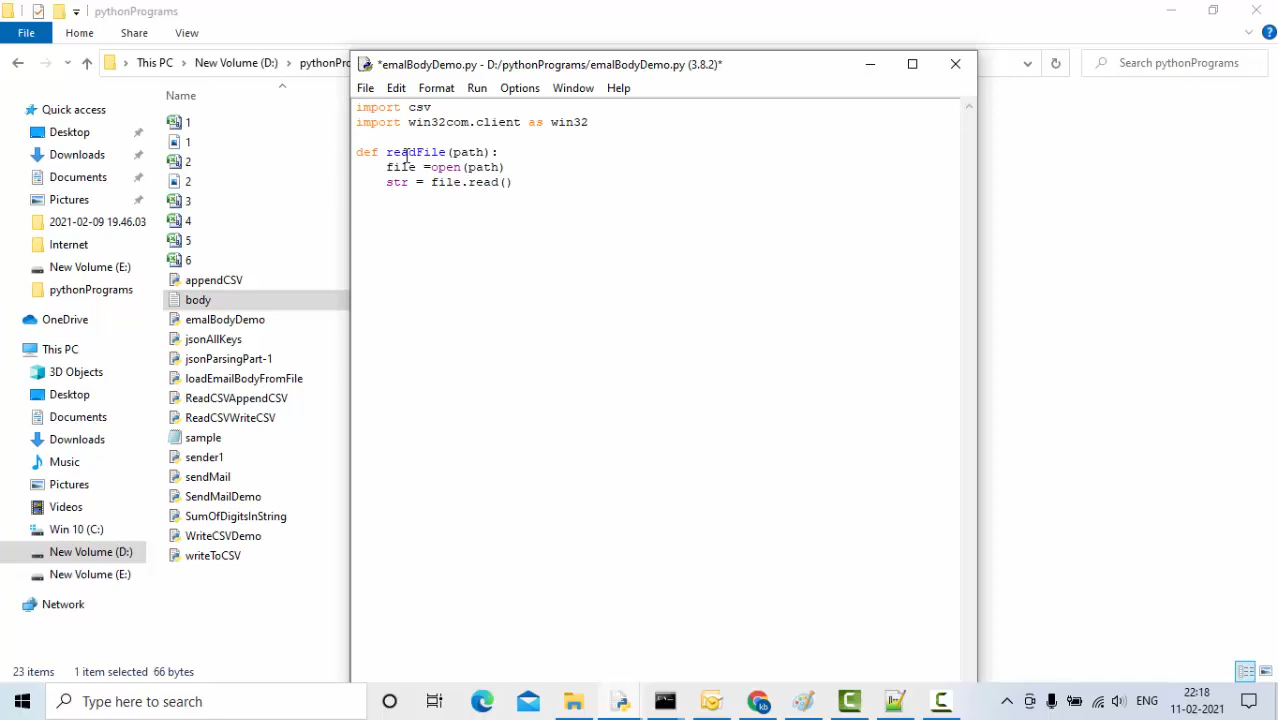 pythonPrograms
File Home Share View
This PC New Volume (D:) pythonPro
Search pythonPrograms
Quick access
Desktop
Downloads
Documents
Pictures
2021-02-09 19.46.03
Internet
New Volume (E:)
pythonPrograms
OneDrive
This PC
3D Objects
Desktop
Documents
Downloads
Music
Pictures
Videos
Win 10 (C:)
New Volume (D:)
New Volume (E:)
Network
Name
1
1
2
2
3
4
5
6
appendCSV
body
emalBodyDemo
jsonAllKeys
jsonParsingPart-1
loadEmailBodyFromFile
ReadCSVAppendCSV
ReadCSVWriteCSV
sample
sender1
sendMail
SendMailDemo
SumOfDigitsInString
WriteCSVDemo
writeToCSV
*emalBodyDemo.py - D:/pythonPrograms/emalBodyDemo.py (3.8.2)*
File Edit Format Run Options Window Help
import csv
import win32com.client as win32
def readFile(path):
file =open(path)
str = file.read()
23 items 1 item selected 66 bytes
Type here to search
kb
ENG
22:18
11-02-2021